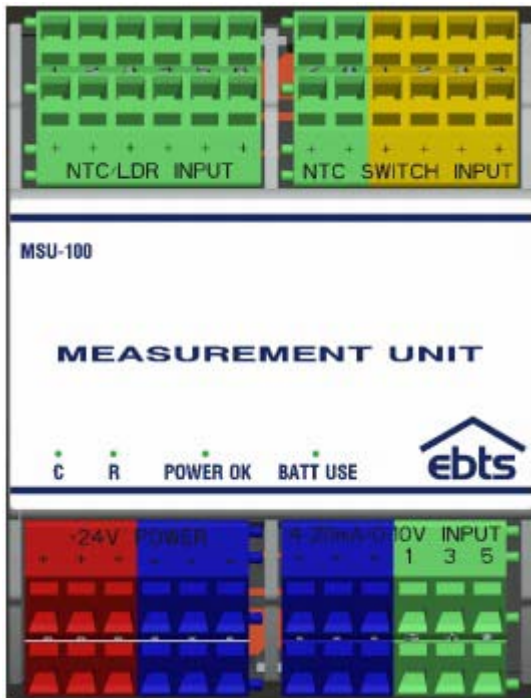 + + + + + +
NTC/LDR INPUT
+ + + + + +
NTC SWITCH INPUT
MSU-100
MEASUREMENT UNIT
C R POWER OK BATT USE
ebts
+24V POWER
+ + - - - -
4-20mA/0-10V INPUT
- - - 1 3 5